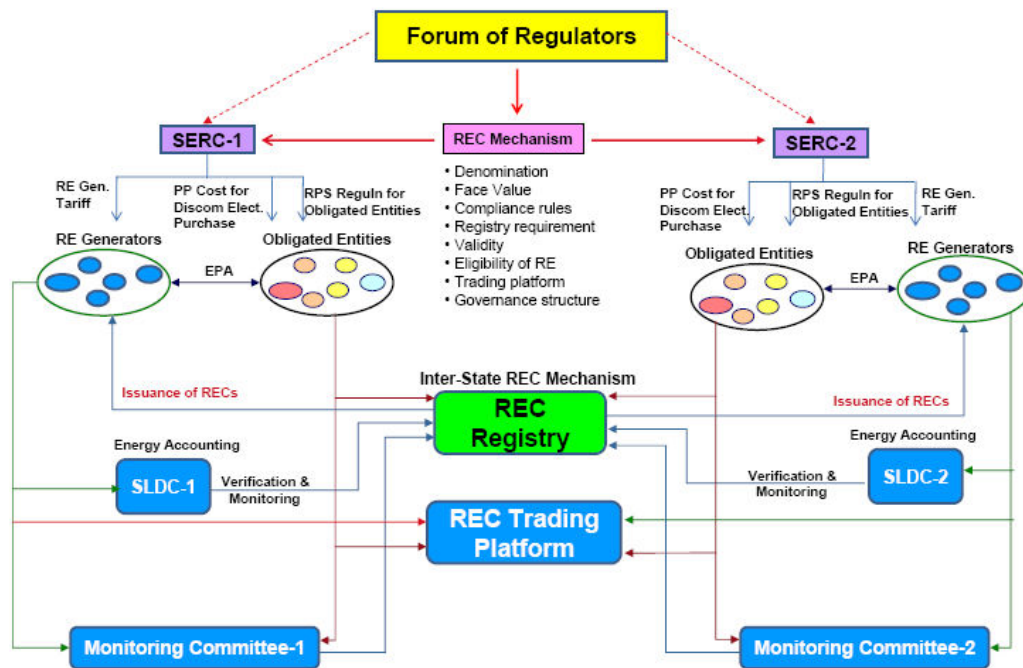 Forum of Regulators
SERC-1
REC Mechanism
SERC-2
• Denomination
• Face Value
• Compliance rules
• Registry requirement
• Validity
• Eligibility of RE
• Trading platform
• Governance structure
RE Gen.
Tariff
PP Cost for
Discom Elect.
Purchase
RPS Reguln for
Obligated Entities
PP Cost for
Discom Elect.
Purchase
RPS Reguln for
Obligated Entities
RE Gen.
Tariff
RE Generators
Obligated Entities
EPA
Obligated Entities
RE Generators
EPA
Inter-State REC Mechanism
REC
Registry
Issuance of RECs
Issuance of RECs
Energy Accounting
SLDC-1
Verification &
Monitoring
Energy Accounting
SLDC-2
Verification &
Monitoring
REC Trading
Platform
Monitoring Committee-1
Monitoring Committee-2